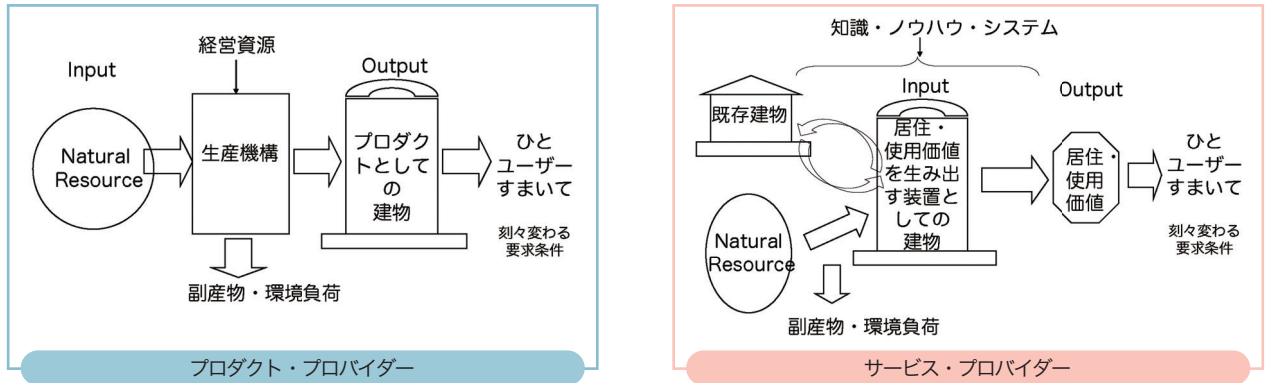 経営資源
Input
Output
Natural
Resource
生産機構
プロダク
トとして
の
建物
ひと
ユーザー
すまいて
刻々変わる
要求条件
副産物・環境負荷
プロダクト・プロバイダー
知識・ノウハウ・システム
Input
Output
既存建物
居住・
使用価値
を生み出
す装置と
しての
建物
居住・
使用
価値
ひと
ユーザー
すまいて
刻々変わる
要求条件
Natural
Resource
副産物・環境負荷
サービス・プロバイダー